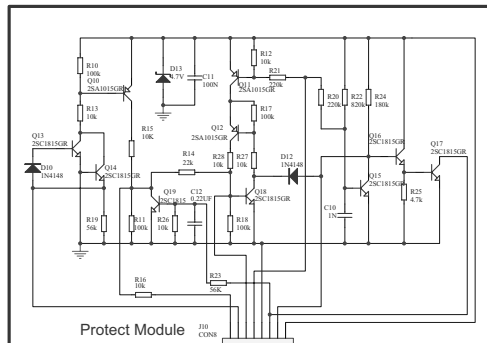 R10
100k
Q10
2SA1015GR
R13
10k
Q13
2SC1815GR
D10
1N4148
Q14
2SC1815GR
R19
56k
R11
100k
R15
10K
D13
4.7V
C11
100N
R14
22k
Q19
2SC1815
R26
10k
C12
0.22UF
R16
10k
R12
10k
R21
220k
Q11
2SA1015GR
R17
100k
Q12
2SA1015GR
R28
10k
R27
10k
D12
1N4148
Q18
2SC1815GR
R18
100k
R23
56K
R20
220k
R22
820k
R24
180k
Q16
2SC1815GR
Q17
2SC1815GR
Q15
2SC1815GR
R25
4.7k
C10
1N
Protect Module
J10
CON8